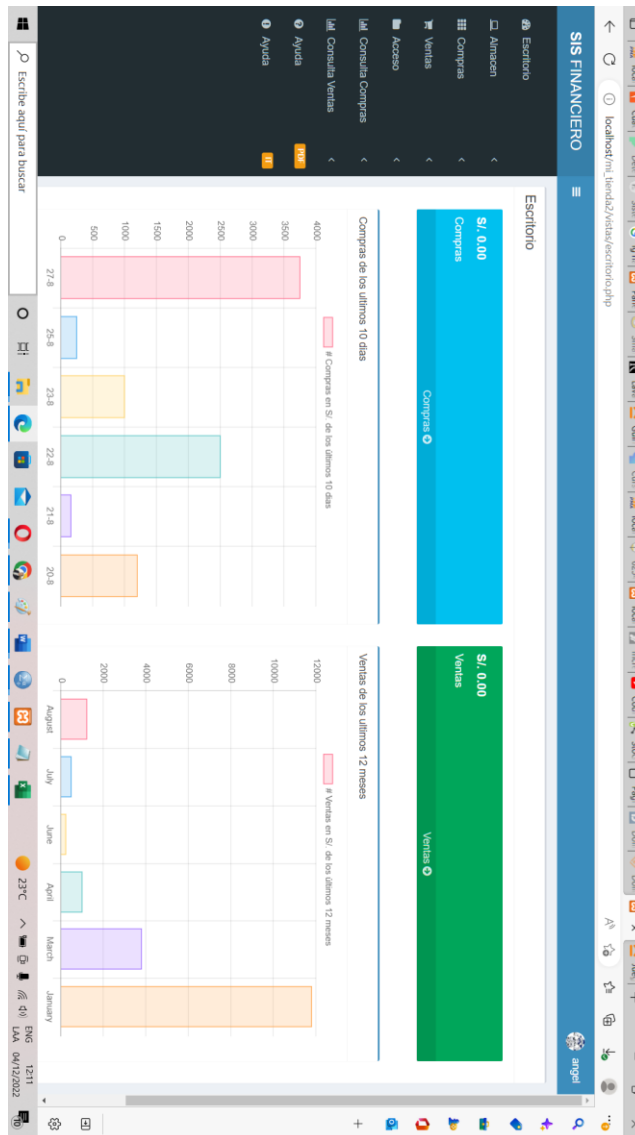 localhost/mi_tienda2/vistas/escritorio.php
SIS FINANCIERO
angel
Escritorio
Almacen
Compras
Ventas
Acceso
Consulta Compras
Consulta Ventas
Ayuda PDF
Ayuda IT
Escritorio
S/. 0.00
Compras
Compras
S/. 0.00
Ventas
Ventas
Compras de los ultimos 10 dias
# Compras en S/ de los últimos 10 dias
4000
3500
3000
2500
2000
1500
1000
500
0
27-8 25-8 23-8 22-8 21-8 20-8
Ventas de los ultimos 12 meses
# Ventas en S/ de los últimos 12 meses
12000
10000
8000
6000
4000
2000
0
August July June April March January
Escribe aquí para buscar
23°C
ENG
LAA
12:11
04/12/2022